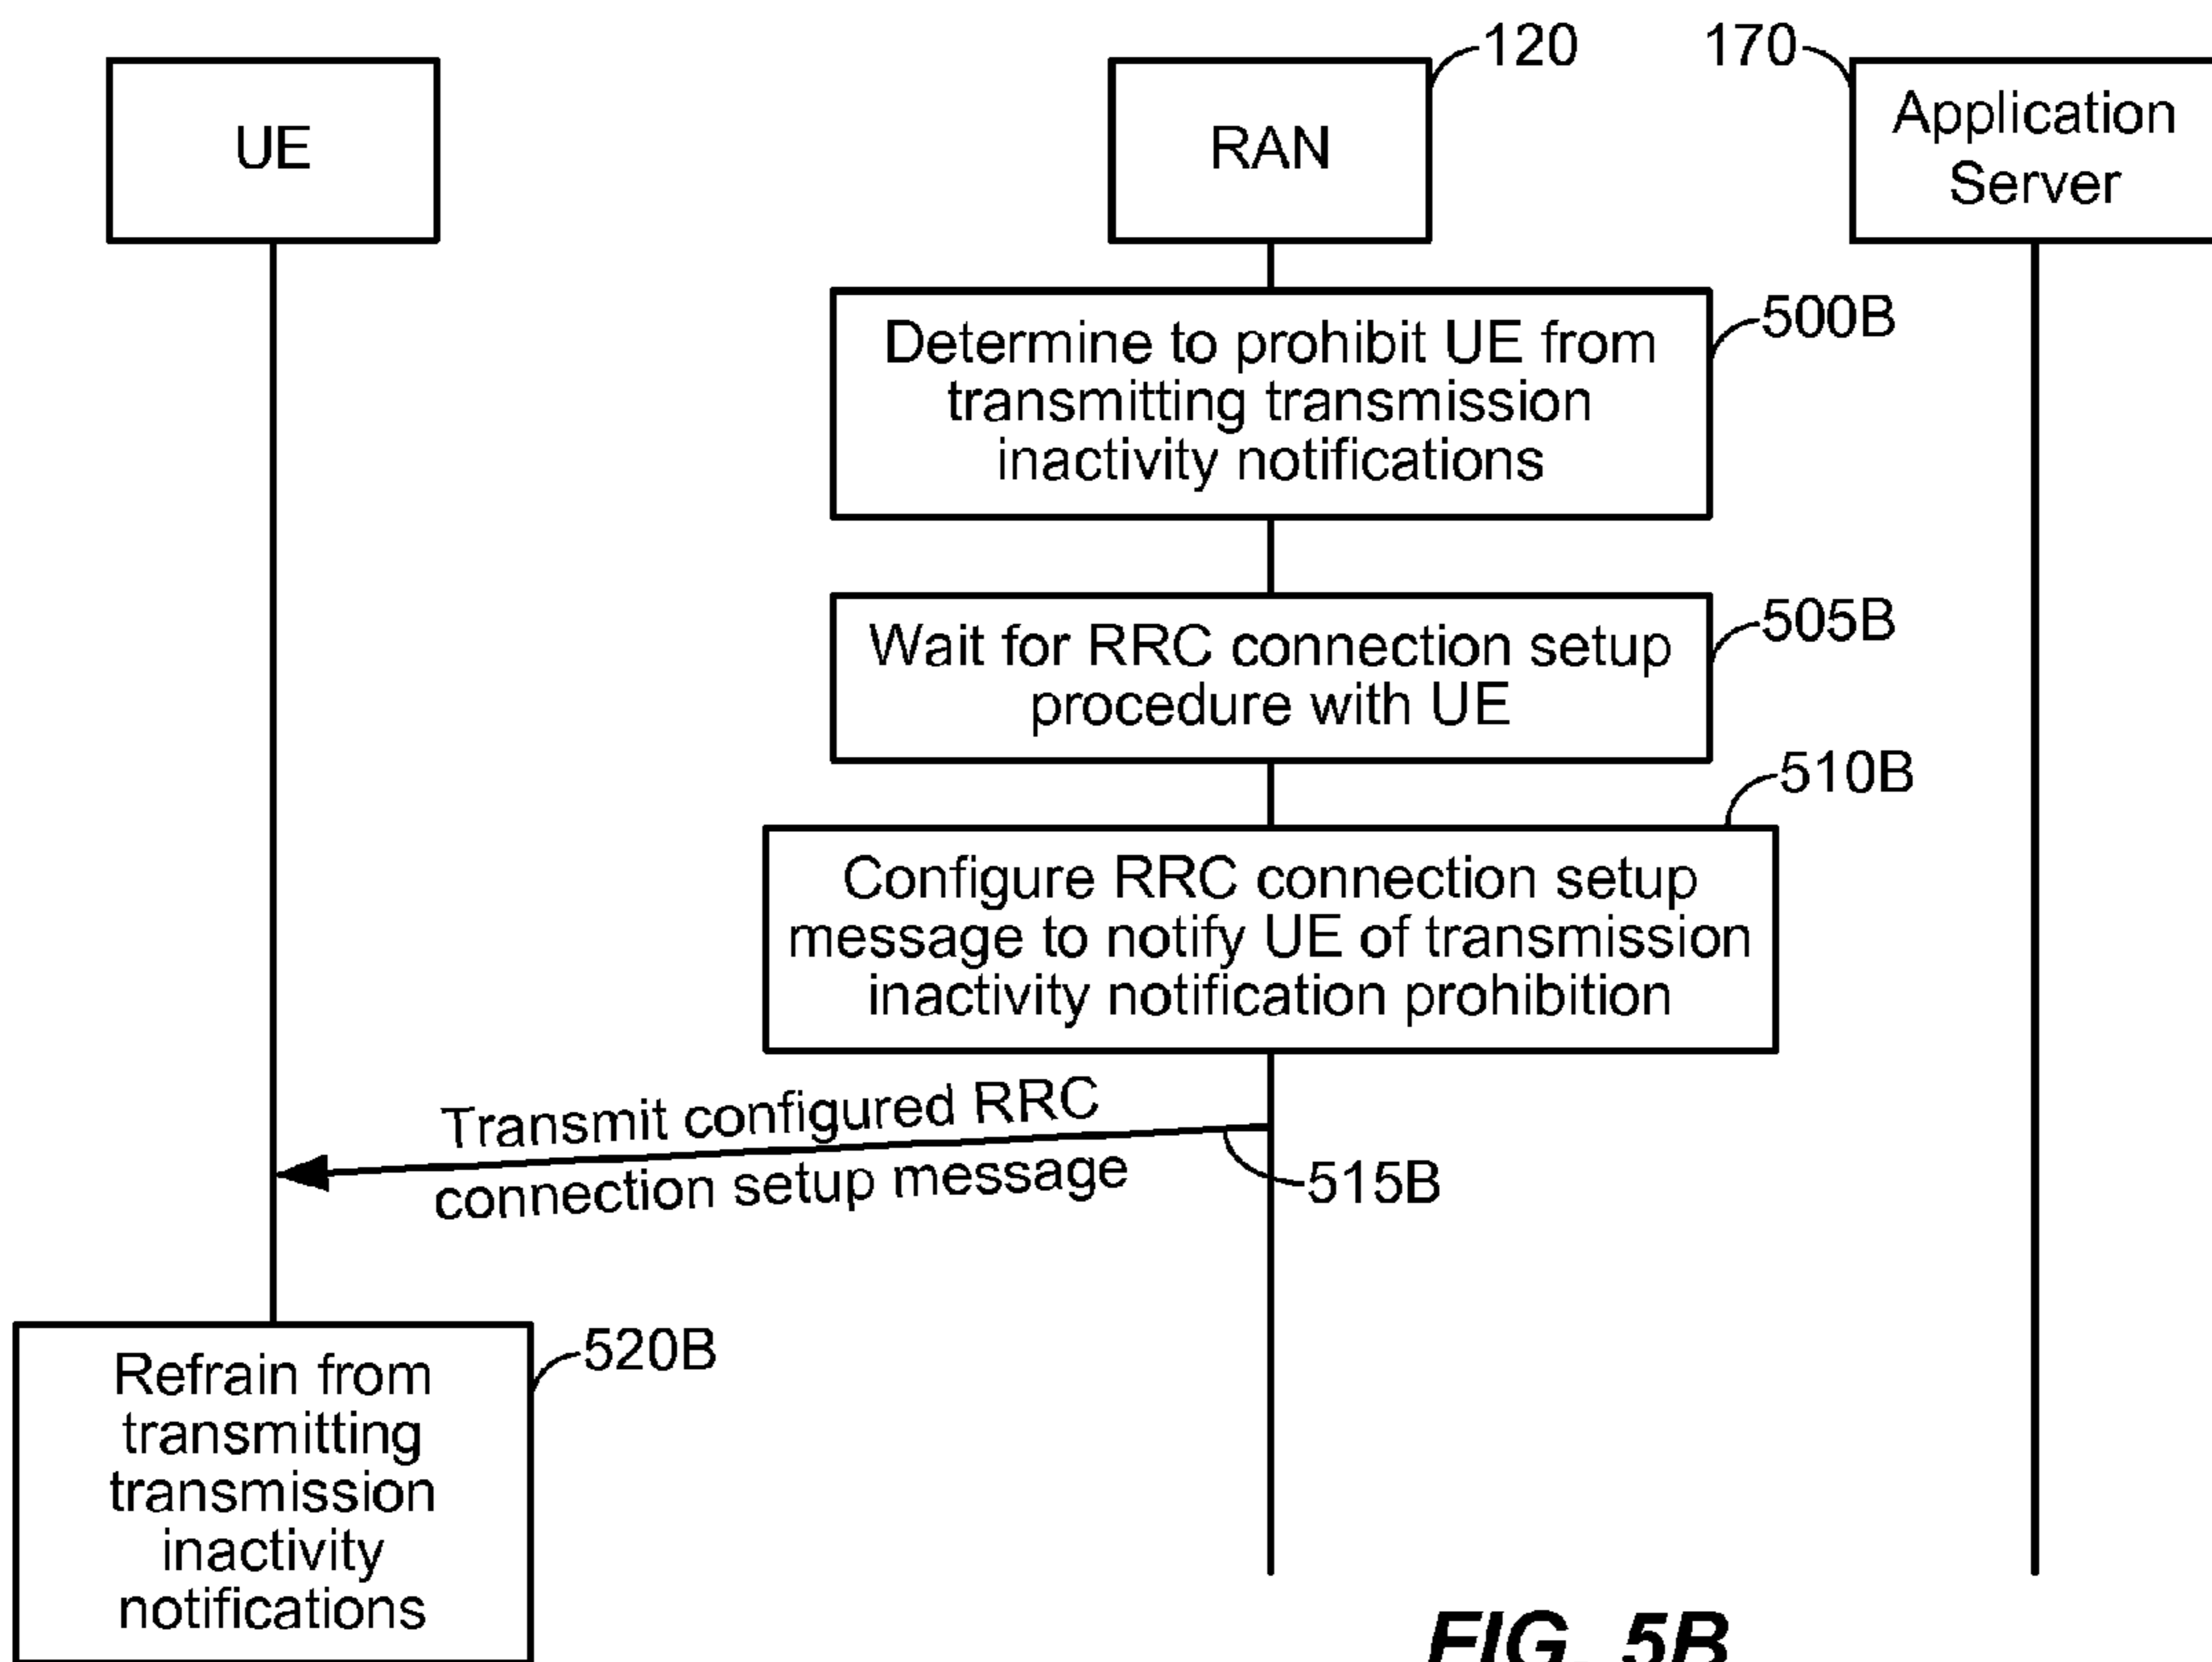 UE
RAN
120
170
Application
Server
500B
Determine to prohibit UE from
transmitting transmission
inactivity notifications
505B
Wait for RRC connection setup
procedure with UE
510B
Configure RRC connection setup
message to notify UE of transmission
inactivity notification prohibition
Transmit configured RRC
connection setup message
515B
520B
Refrain from
transmitting
transmission
inactivity
notifications
FIG. 5B